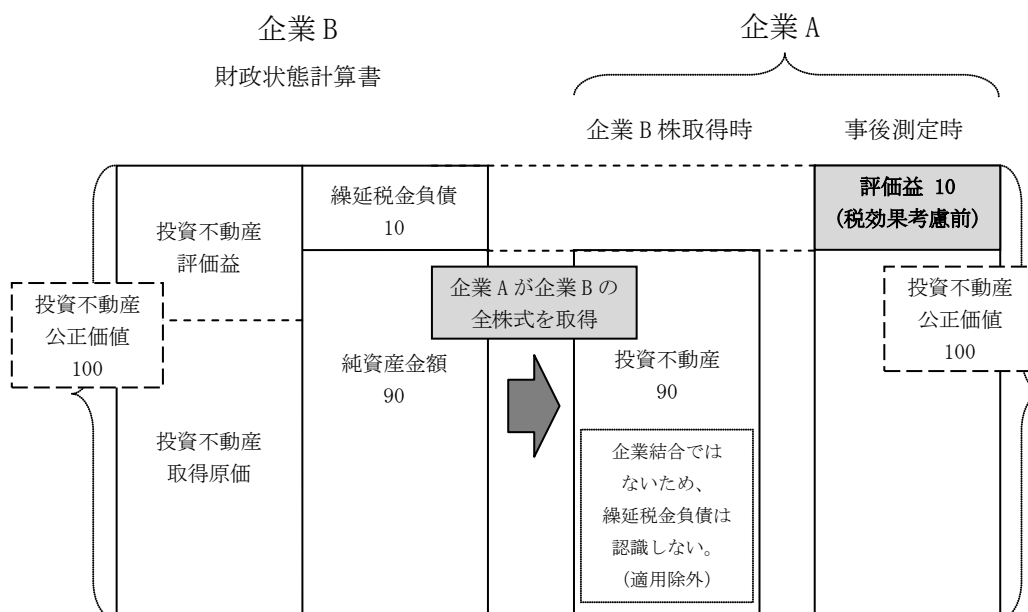 企業 B
財政状態計算書
企業 A
企業 B 株取得時
事後測定時
投資不動産
評価益
投資不動産
公正価値
100
投資不動産
取得原価
繰延税金負債
10
純資産金額
90
企業 A が企業 B の
全株式を取得
投資不動産
90
企業結合では
ないため、
繰延税金負債は
認識しない。
（適用除外）
評価益 10
(税効果考慮前)
投資不動産
公正価値
100